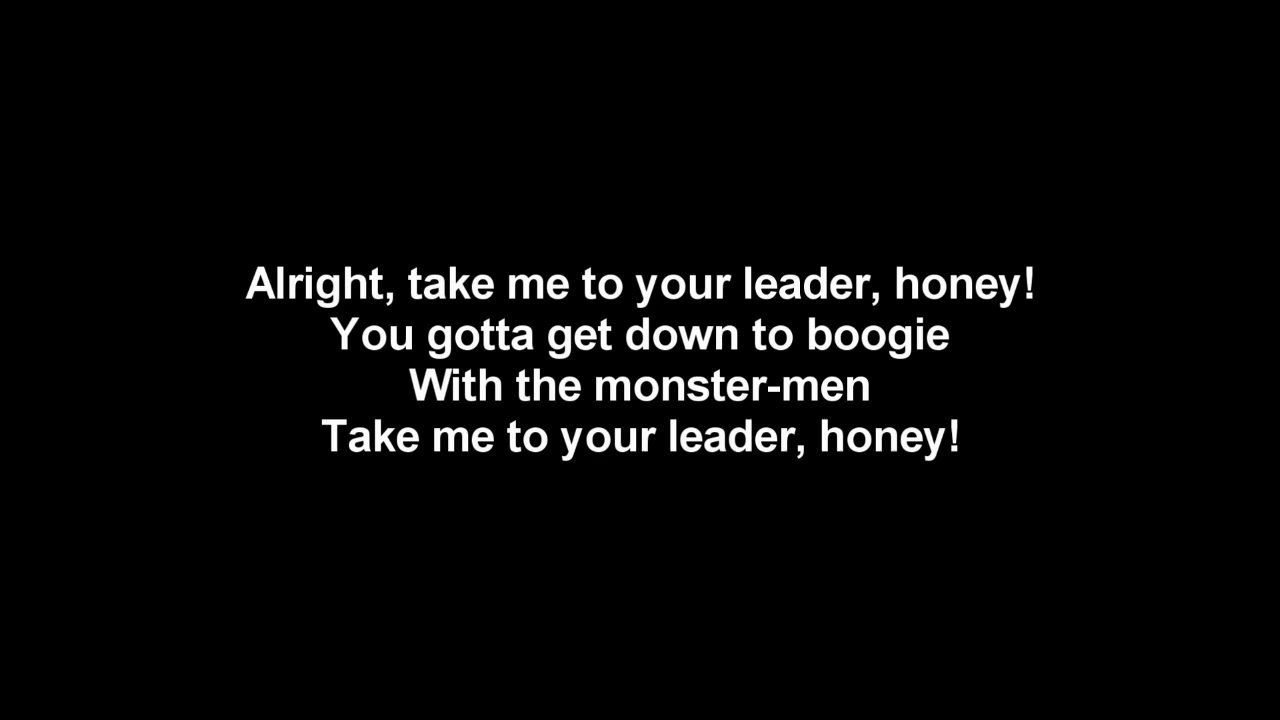 Alright, take me to your leader, honey!
You gotta get down to boogie
With the monster-men
Take me to your leader, honey!